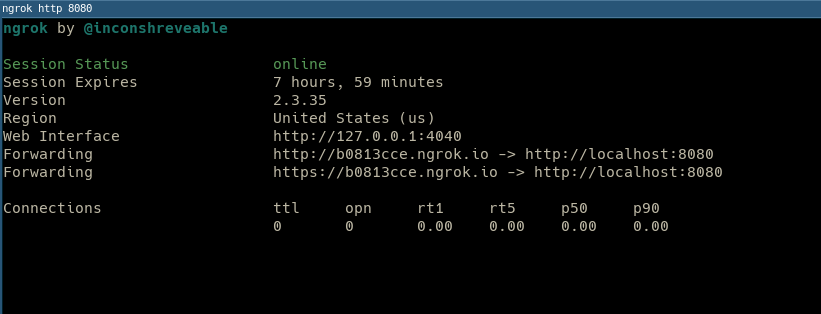 ngrok http 8080
ngrok by @inconshreveable
Session Status online
Session Expires 7 hours, 59 minutes
Version 2.3.35
Region United States (us)
Web Interface http://127.0.0.1:4040
Forwarding http://b0813cce.ngrok.io -> http://localhost:8080
Forwarding https://b0813cce.ngrok.io -> http://localhost:8080
Connections ttl opn rt1 rt5 p50 p90
0 0 0.00 0.00 0.00 0.00